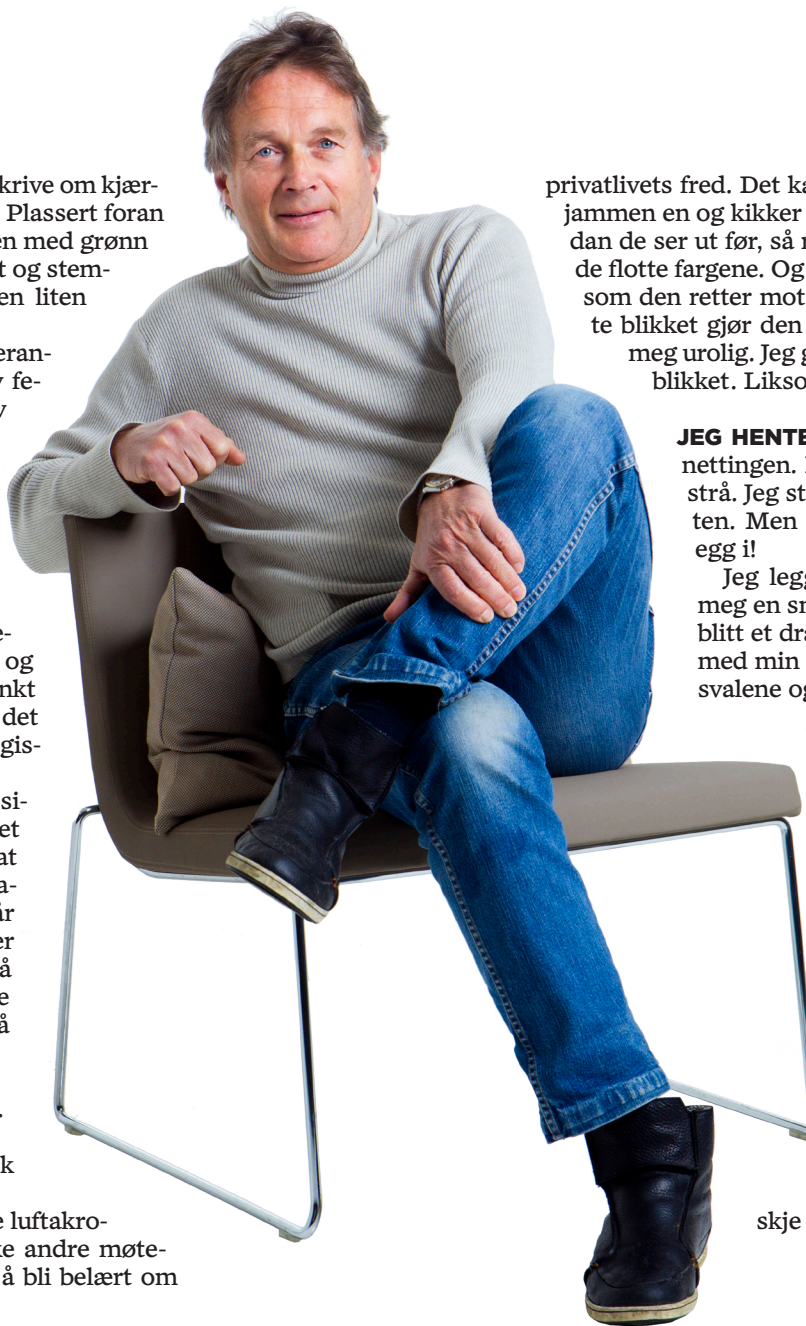 krive om kjær-
Plassert foran
en med grønn
t og stem-
en liten
eran-
v fe-
v
e-
og
nkt
det
gis-
si-
et
at
a-
år
er
å
e
å
.
k
e luftakro-
ke andre møte-
å bli belært om
privatlivets fred. Det ka
jammen en og kikker
dan de ser ut før, så n
de flotte fargene. Og
som den retter mot
te blikket gjør den
meg urolig. Jeg g
blikket. Likso
JEG HENTE
nettingen.
strå. Jeg st
ten. Men
egg i!
Jeg legg
meg en sn
blitt et dra
med min
svalene og
skje